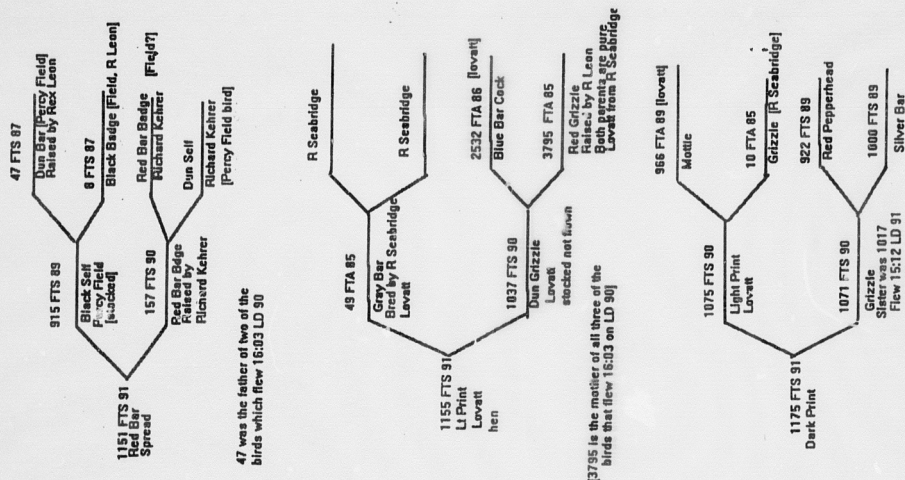 47 FTS 87
Dun Bar [Percy Field]
Raised by Rex Leon
915 FTS 89
8 FTS 87
Black Badge [Field, R Leon]
Black Self
Percy Field
[stocked]
1151 FTS 91
Red Bar
Spread
157 FTS 90
Red Bar Bdge
Raised by
Richard Kehrer
Red Bar Badge
Richard Kehrer
[Field?]
Dun Self
Richard Kehrer
[Percy Field bird]
47 was the father of two of the
birds which flew 16:03 LD 90
R Seabridge
R Seabridge
49 FTA 85
Gray Bar
Bred by R Seabridge
Lovatt
1155 FTS 91
Lt Print
Lovatt
hen
1037 FTS 90
Dun Grizzle
Lovatt
stocked not flown
2532 FTA 86 [lovatt]
Blue Bar Cock
3795 FTA 85
Red Grizzle
Raised by R Leon
Both parents are pure
Lovatt from R Seabridge
[3795 is the mother of all three of the
birds that flew 16:03 on LD 90]
966 FTA 89 [lovatt]
Mottle
1075 FTS 90
Light Print
Lovatt
10 FTA 85
Grizzle [R Seabridge]
1175 FTS 91
Dark Print
922 FTS 89
Red Pepperhead
1071 FTS 90
Grizzle
Sister was 1017
Flew 15:12 LD 91
1000 FTS 89
Silver Bar